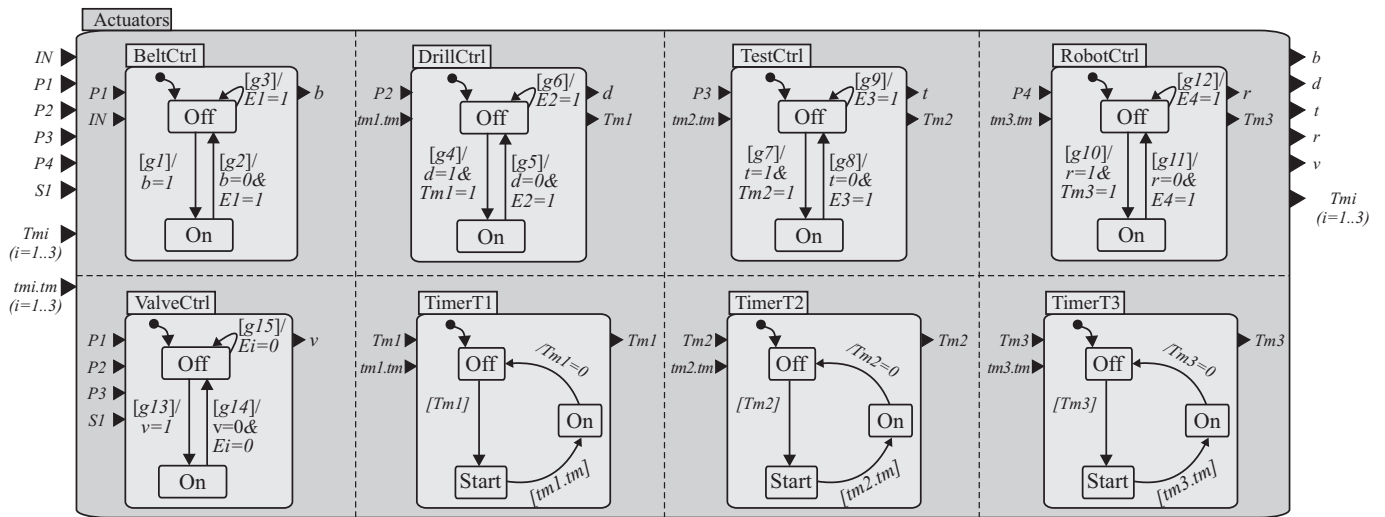 Actuators
IN
P1
P2
P3
P4
S1
Tmi
(i=1..3)
tmi.tm
(i=1..3)
BeltCtrl
P1
IN
b
Off
[g3]/
E1=1
[g1]/
b=1
[g2]/
b=0&
E1=1
On
DrillCtrl
P2
tm1.tm
d
Tm1
Off
[g6]/
E2=1
[g4]/
d=1&
Tm1=1
[g5]/
d=0&
E2=1
On
TestCtrl
P3
tm2.tm
t
Tm2
Off
[g9]/
E3=1
[g7]/
t=1&
Tm2=1
[g8]/
t=0&
E3=1
On
RobotCtrl
P4
tm3.tm
r
Tm3
Off
[g12]/
E4=1
[g10]/
r=1&
Tm3=1
[g11]/
r=0&
E4=1
On
b
d
t
r
v
Tmi
(i=1..3)
ValveCtrl
P1
P2
P3
S1
v
Off
[g15]/
Ei=0
[g13]/
v=1
[g14]/
v=0&
Ei=0
On
TimerT1
Tm1
tm1.tm
Tm1
Off
/Tm1=0
[Tm1]
On
Start
[tm1.tm]
TimerT2
Tm2
tm2.tm
Tm2
Off
/Tm2=0
[Tm2]
On
Start
[tm2.tm]
TimerT3
Tm3
tm3.tm
Tm3
Off
/Tm3=0
[Tm3]
On
Start
[tm3.tm]